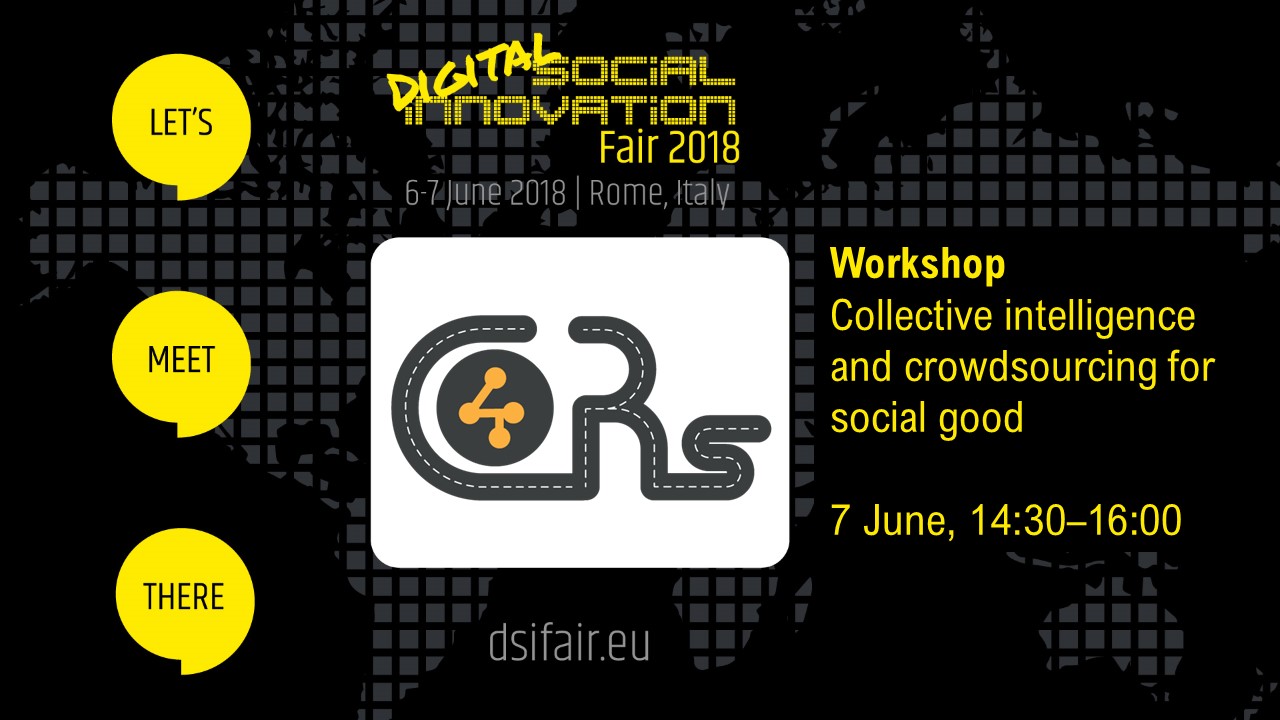 LET'S
MEET
THERE
DIGITAL SOCIAL
INNOVATION
Fair 2018
6-7 June 2018 | Rome, Italy
C4Rs
Workshop
Collective intelligence
and crowdsourcing for
social good
7 June, 14:30–16:00
dsifair.eu